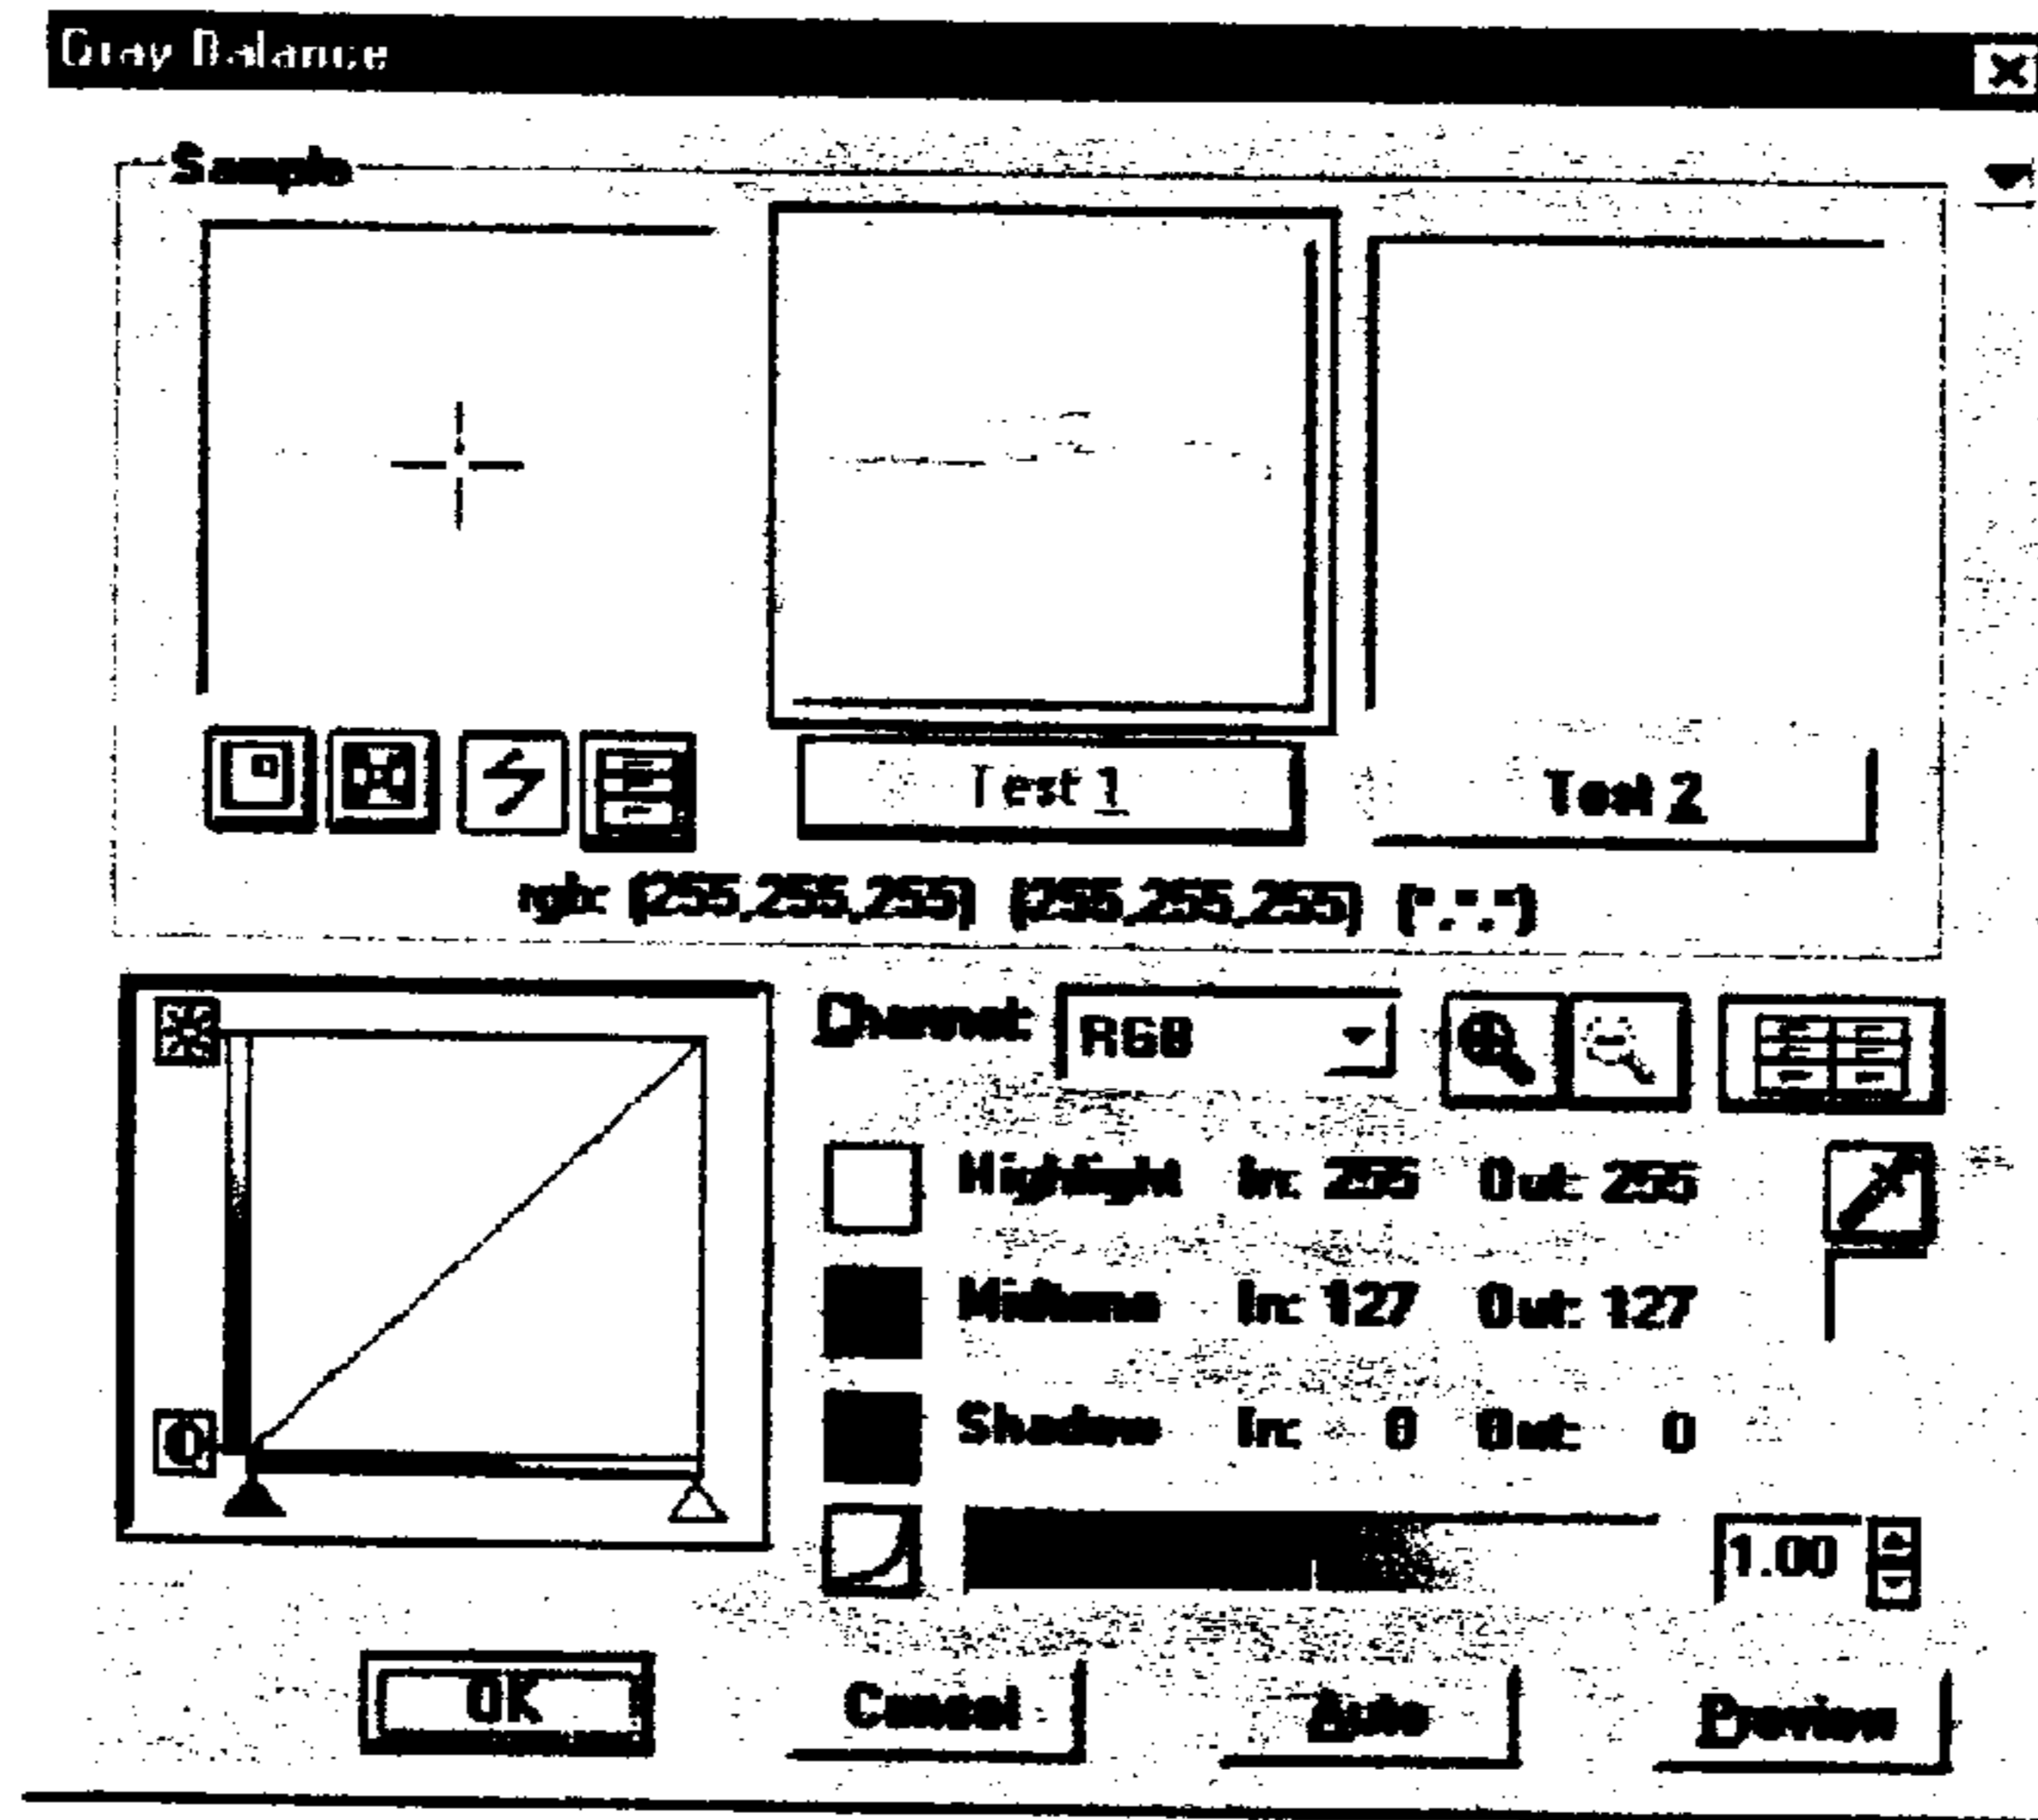 Gray Balance
Sample
Test 1 Test 2
rgb: (255,255,255) (255,255,255) (*,*,*)
Channel: RGB
Highlight In: 255 Out: 255
Midtone In: 127 Out: 127
Shadow In: 0 Out: 0
1.00
OK Cancel Auto Preview